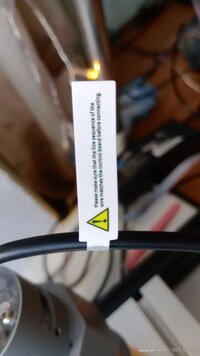 Please make sure that the line sequence of the
wire matches the control board before connecting.